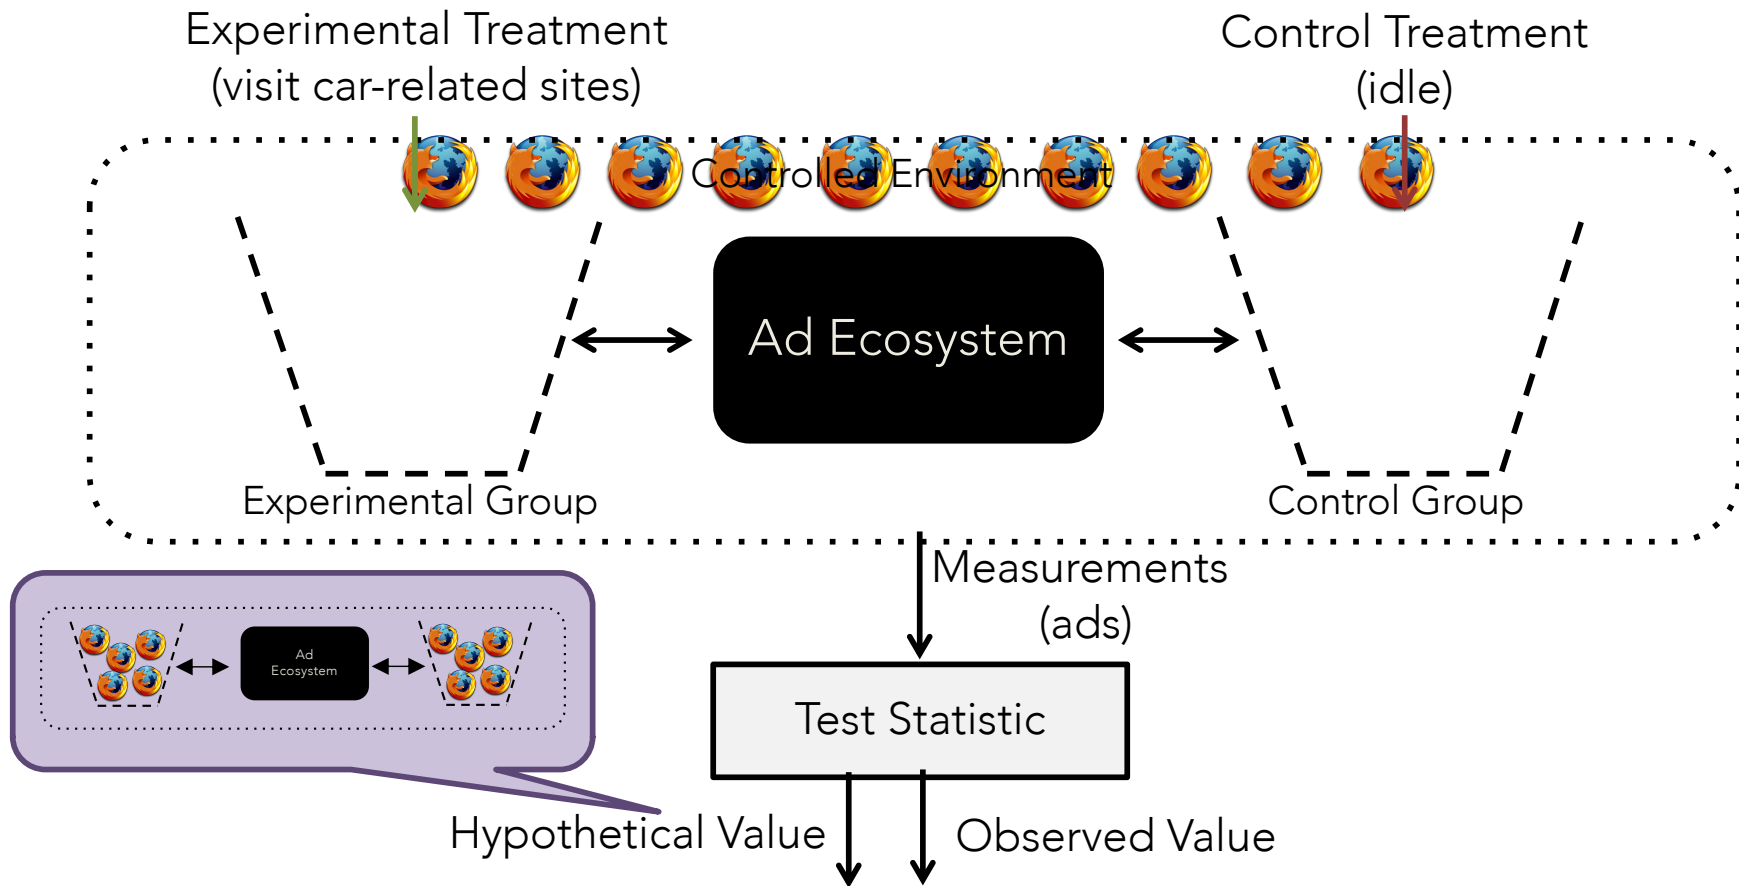 Experimental Treatment
(visit car-related sites)
Control Treatment
(idle)
Controlled Environment
Ad Ecosystem
Experimental Group
Control Group
Measurements
(ads)
Ad
Ecosystem
Test Statistic
Hypothetical Value
Observed Value